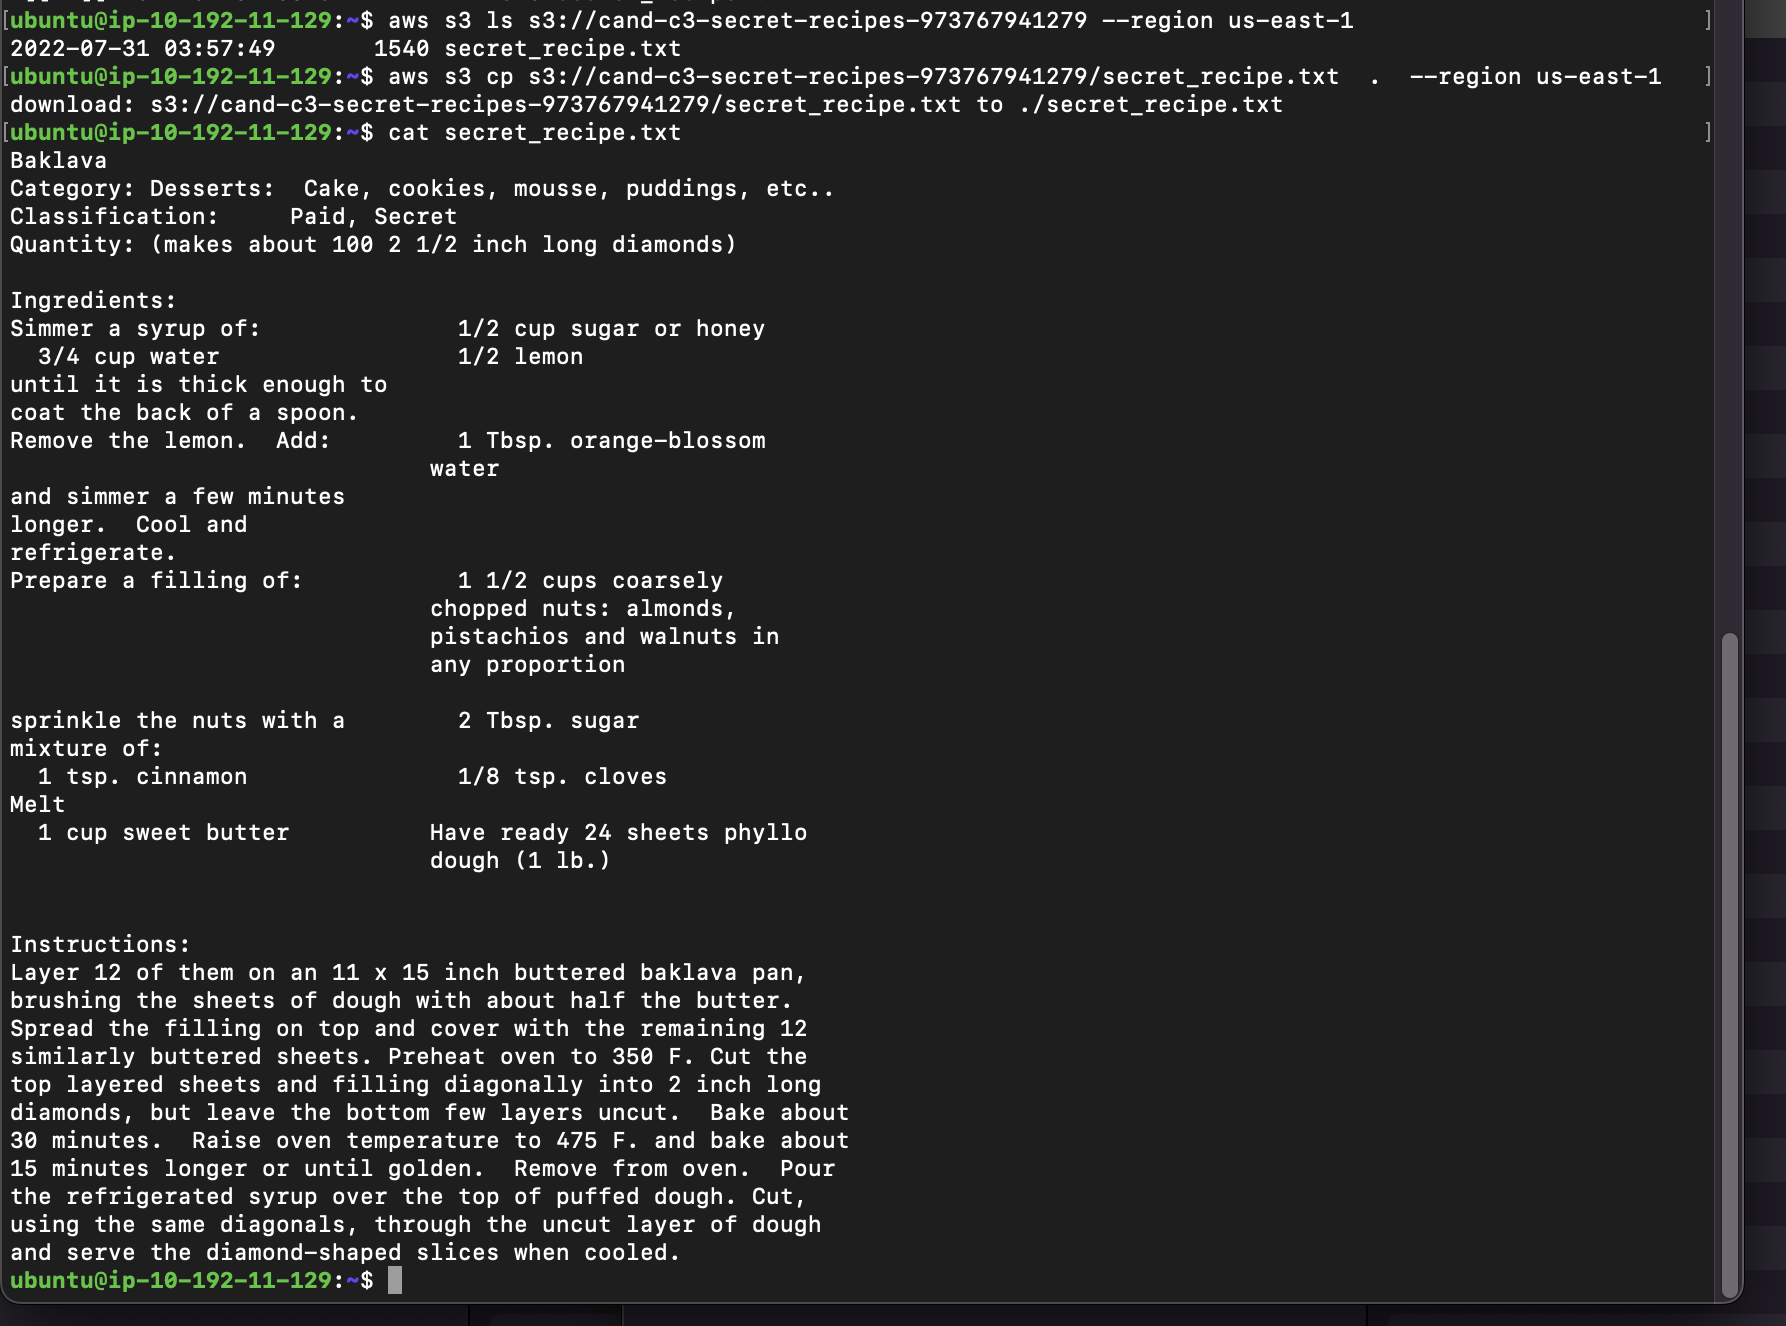 [ubuntu@ip-10-192-11-129:~$ aws s3 ls s3://cand-c3-secret-recipes-973767941279 --region us-east-1 ]
2022-07-31 03:57:49       1540 secret_recipe.txt
[ubuntu@ip-10-192-11-129:~$ aws s3 cp s3://cand-c3-secret-recipes-973767941279/secret_recipe.txt  .  --region us-east-1 ]
download: s3://cand-c3-secret-recipes-973767941279/secret_recipe.txt to ./secret_recipe.txt
[ubuntu@ip-10-192-11-129:~$ cat secret_recipe.txt ]
Baklava
Category: Desserts:  Cake, cookies, mousse, puddings, etc..
Classification:     Paid, Secret
Quantity: (makes about 100 2 1/2 inch long diamonds)

Ingredients:
Simmer a syrup of:              1/2 cup sugar or honey
  3/4 cup water                 1/2 lemon
until it is thick enough to
coat the back of a spoon.
Remove the lemon.  Add:         1 Tbsp. orange-blossom
                              water
and simmer a few minutes
longer.  Cool and
refrigerate.
Prepare a filling of:           1 1/2 cups coarsely
                              chopped nuts: almonds,
                              pistachios and walnuts in
                              any proportion

sprinkle the nuts with a        2 Tbsp. sugar
mixture of:
  1 tsp. cinnamon               1/8 tsp. cloves
Melt
  1 cup sweet butter          Have ready 24 sheets phyllo
                              dough (1 lb.)

Instructions:
Layer 12 of them on an 11 x 15 inch buttered baklava pan,
brushing the sheets of dough with about half the butter.
Spread the filling on top and cover with the remaining 12
similarly buttered sheets. Preheat oven to 350 F. Cut the
top layered sheets and filling diagonally into 2 inch long
diamonds, but leave the bottom few layers uncut.  Bake about
30 minutes.  Raise oven temperature to 475 F. and bake about
15 minutes longer or until golden.  Remove from oven.  Pour
the refrigerated syrup over the top of puffed dough. Cut,
using the same diagonals, through the uncut layer of dough
and serve the diamond-shaped slices when cooled.
ubuntu@ip-10-192-11-129:~$